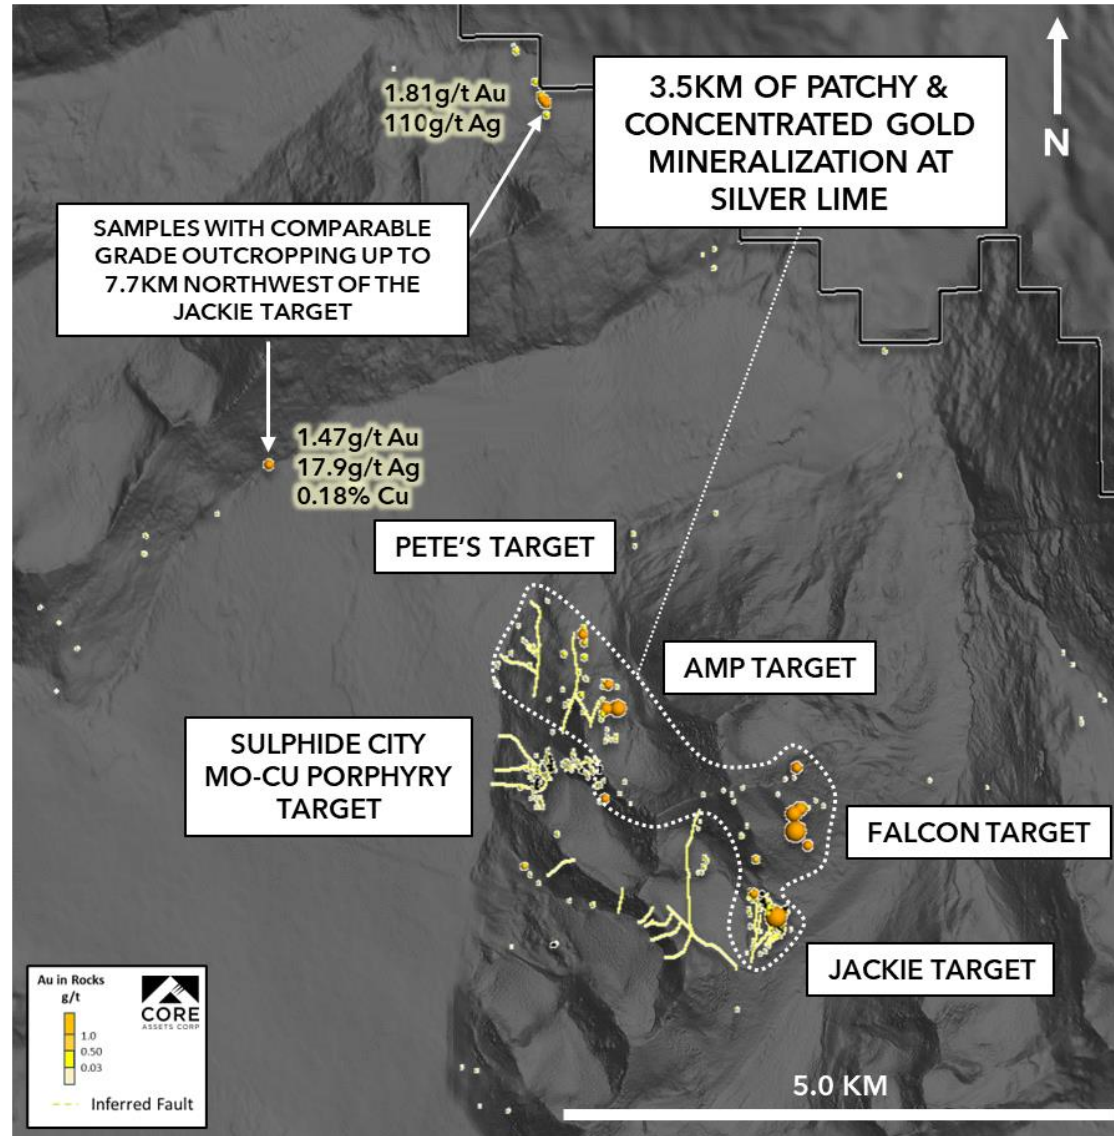 1.81g/t Au
110g/t Ag
3.5KM OF PATCHY &
CONCENTRATED GOLD
MINERALIZATION AT
SILVER LIME
N
SAMPLES WITH COMPARABLE
GRADE OUTCROPPING UP TO
7.7KM NORTHWEST OF THE
JACKIE TARGET
1.47g/t Au
17.9g/t Ag
0.18% Cu
PETE'S TARGET
AMP TARGET
SULPHIDE CITY
MO-CU PORPHYRY
TARGET
FALCON TARGET
JACKIE TARGET
Au in Rocks
g/t
1.0
0.50
0.03
Inferred Fault
CORE
ASSETS CORP
5.0 KM